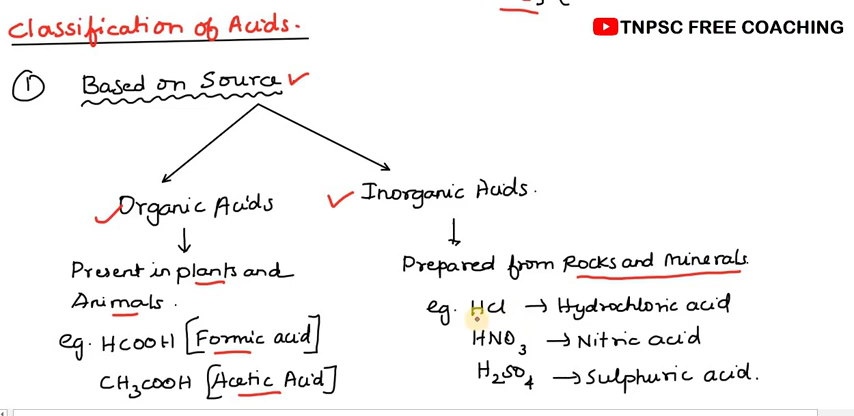 Classification of Acids.
TNPSC FREE COACHING
① Based on Source
Organic Acids
Inorganic Acids.
Present in plants and
Animals.
eg. HCOOH [Formic acid]
CH₃COOH [Acetic Acid]
Prepared from Rocks and minerals
eg. HCl → Hydrochloric acid
HNO₃ → Nitric acid
H₂SO₄ → Sulphuric acid.